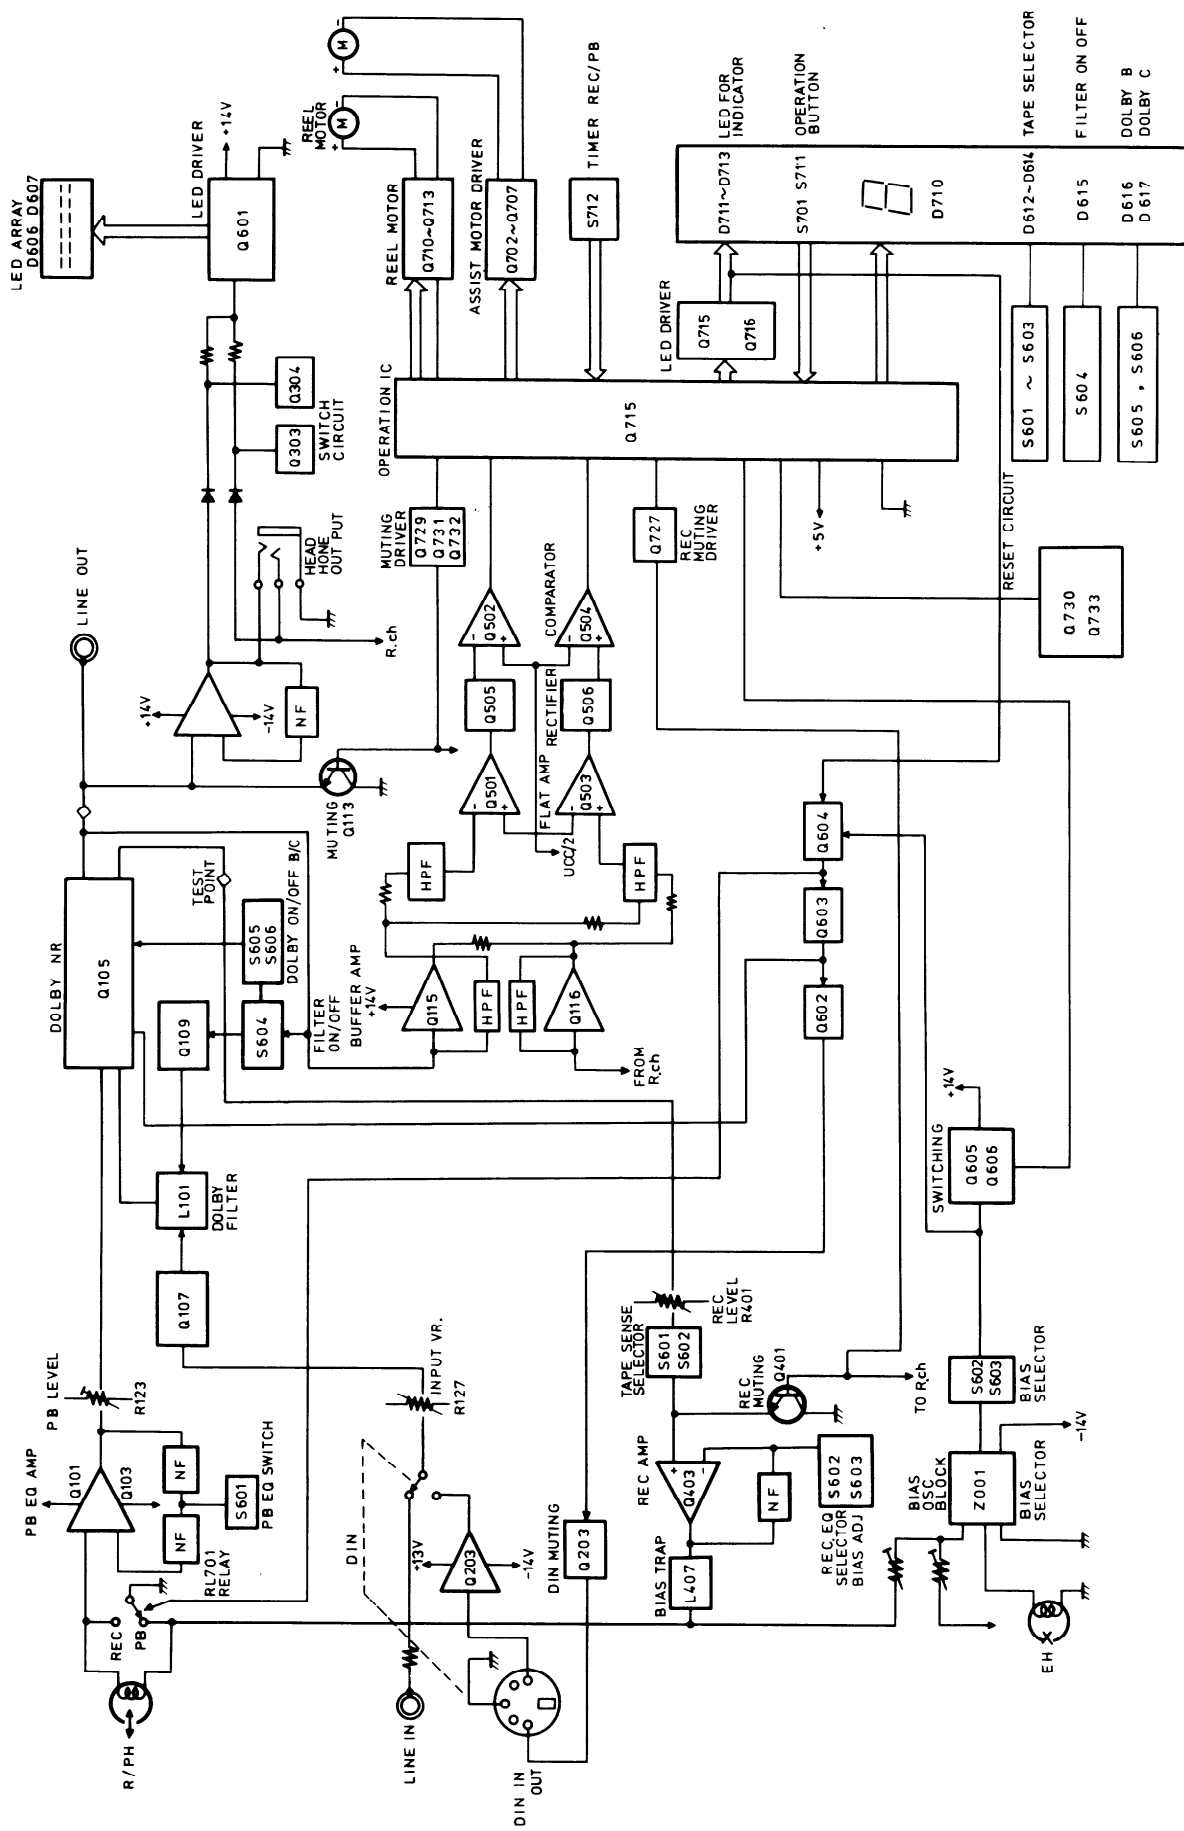 LED ARRAY
D606 D607
LED DRIVER
Q601
+14V
REEL
MOTOR
M
+
-
M
+
-
LINE OUT
Q304
Q303
SWITCH
CIRCUIT
HEAD
HONE
OUT PUT
R.ch
+14V
-14V
NF
MUTING
Q113
DOLBY NR
Q105
TEST
POINT
S605
S606
DOLBY ON/OFF B/C
Q109
S604
FILTER
ON/OFF
L101
DOLBY
FILTER
Q107
PB LEVEL
R123
PB EQ AMP
Q101
Q103
NF
NF
S601
PB EQ SWITCH
RL701
RELAY
REC
PB
R/PH
REEL MOTOR
Q710~Q713
ASSIST MOTOR DRIVER
Q702~Q707
S712
TIMER REC/PB
OPERATION IC
Q715
MUTING
DRIVER
Q729
Q731
Q732
Q502
-
+
COMPARATOR
Q504
-
+
Q505
RECTIFIER
Q506
FLAT AMP
Q501
-
+
Q503
-
+
UCC/2
HPF
HPF
BUFFER AMP
+14V
Q115
HPF
HPF
Q116
FROM
R.ch
INPUT VR.
R127
DIN
LINE IN
+13V
Q203
-14V
DIN IN
OUT
DIN MUTING
Q203
LED DRIVER
Q715
Q716
D711~D713
LED FOR
INDICATOR
S701 S711
OPERATION
BUTTON
D710
D612~D614
TAPE SELECTOR
D615
FILTER ON OFF
D616
D617
DOLBY B
DOLBY C
S601 ~ S603
S604
S605 , S606
Q727
REC
MUTING
DRIVER
+5V
RESET CIRCUIT
Q730
Q733
Q604
Q603
Q602
SWITCHING
Q605
Q606
+14V
TAPE SENSE
SELECTOR
S601
S602
REC
LEVEL
R401
REC
MUTING
Q401
TO R.ch
REC AMP
Q403
+
-
NF
S602
S603
REC.EQ
SELECTOR
BIAS ADJ
BIAS TRAP
L407
BIAS
OSC
BLOCK
Z001
BIAS
SELECTOR
S602
S603
BIAS
SELECTOR
-14V
EH